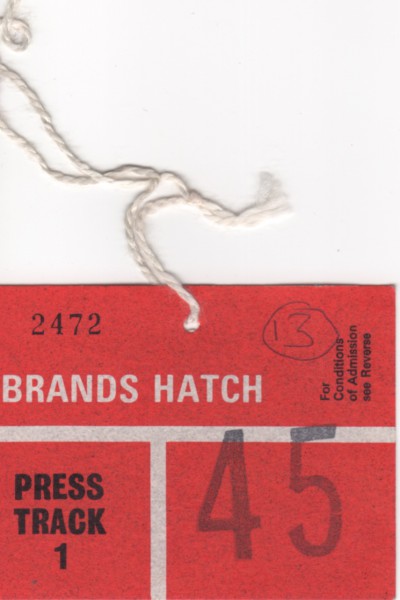 2472
13
For
Conditions
of Admission
see Reverse
BRANDS HATCH
PRESS
TRACK
1
45